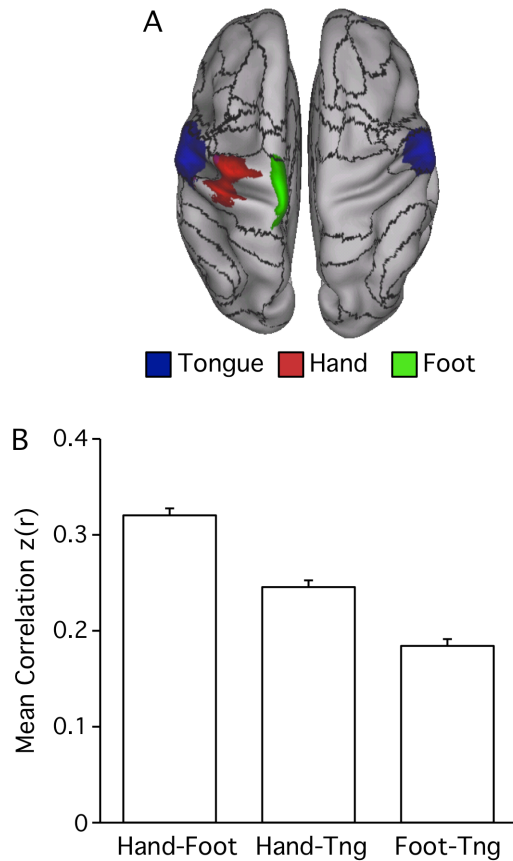 A
Tongue Hand Foot
B
Mean Correlation z(r)
0.4
0.3
0.2
0.1
0
Hand-Foot Hand-Tng Foot-Tng